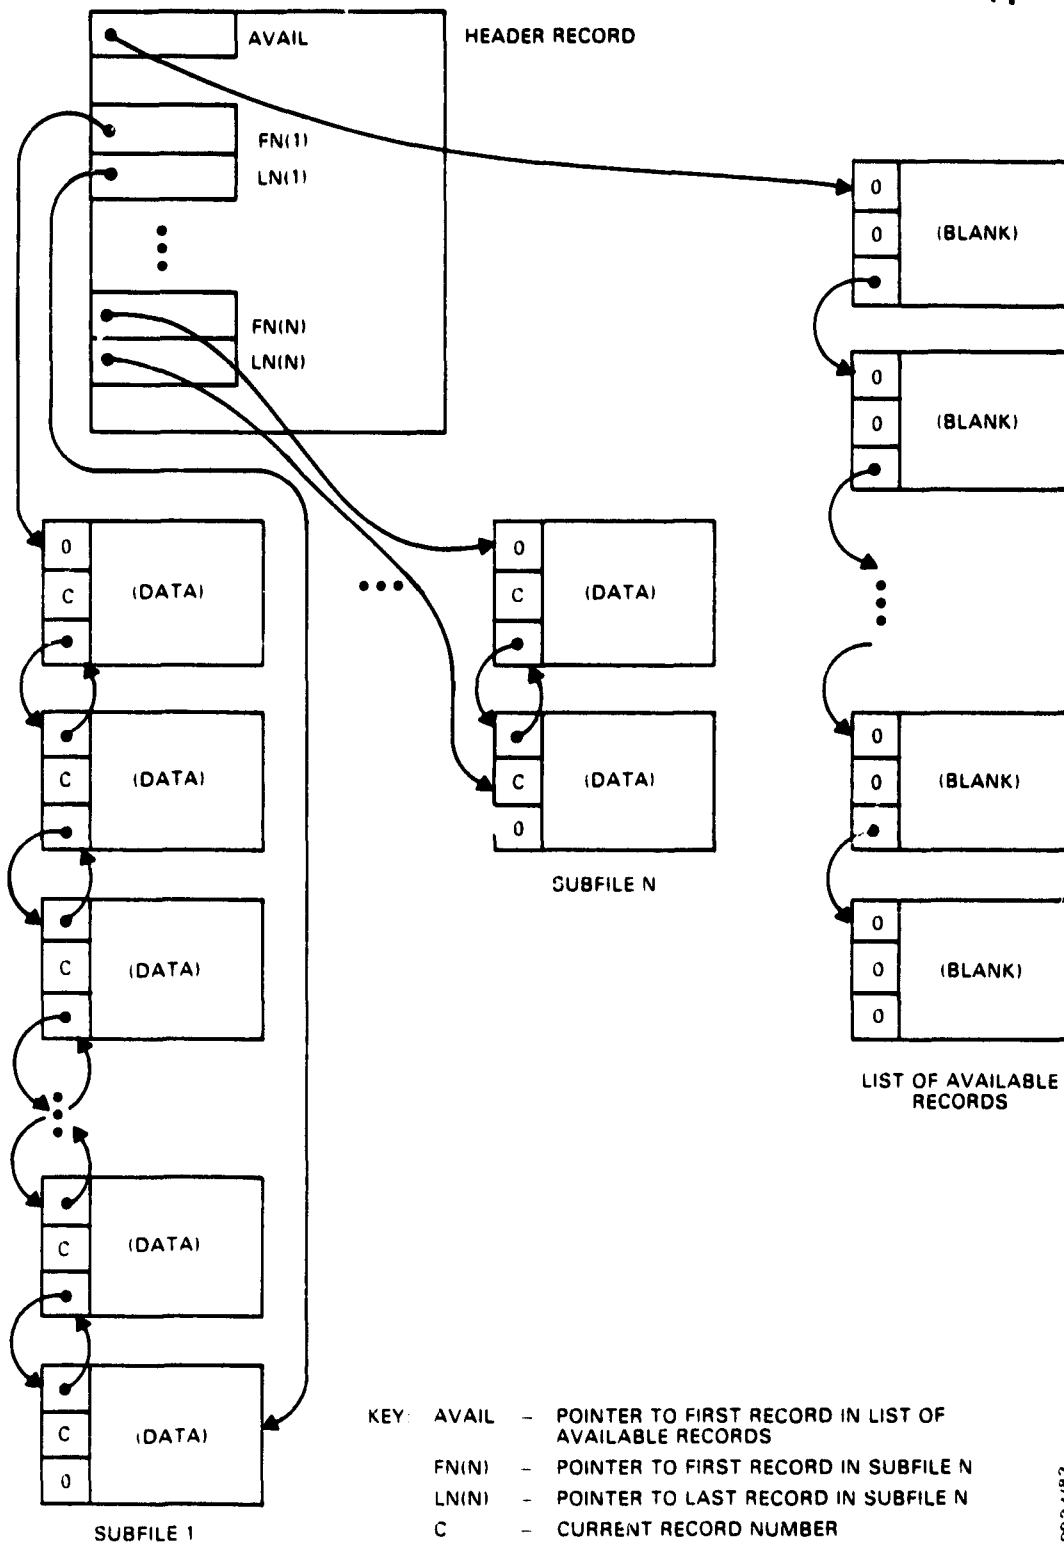 AVAIL
HEADER RECORD
FN(1)
LN(1)
FN(N)
LN(N)
0
0
(BLANK)
0
0
(BLANK)
0
0
(BLANK)
0
0
0
(BLANK)
LIST OF AVAILABLE
RECORDS
0
C
(DATA)
C
(DATA)
C
(DATA)
C
(DATA)
C
0
(DATA)
SUBFILE 1
0
C
(DATA)
C
0
(DATA)
SUBFILE N
KEY: AVAIL – POINTER TO FIRST RECORD IN LIST OF
AVAILABLE RECORDS
FN(N) – POINTER TO FIRST RECORD IN SUBFILE N
LN(N) – POINTER TO LAST RECORD IN SUBFILE N
C – CURRENT RECORD NUMBER